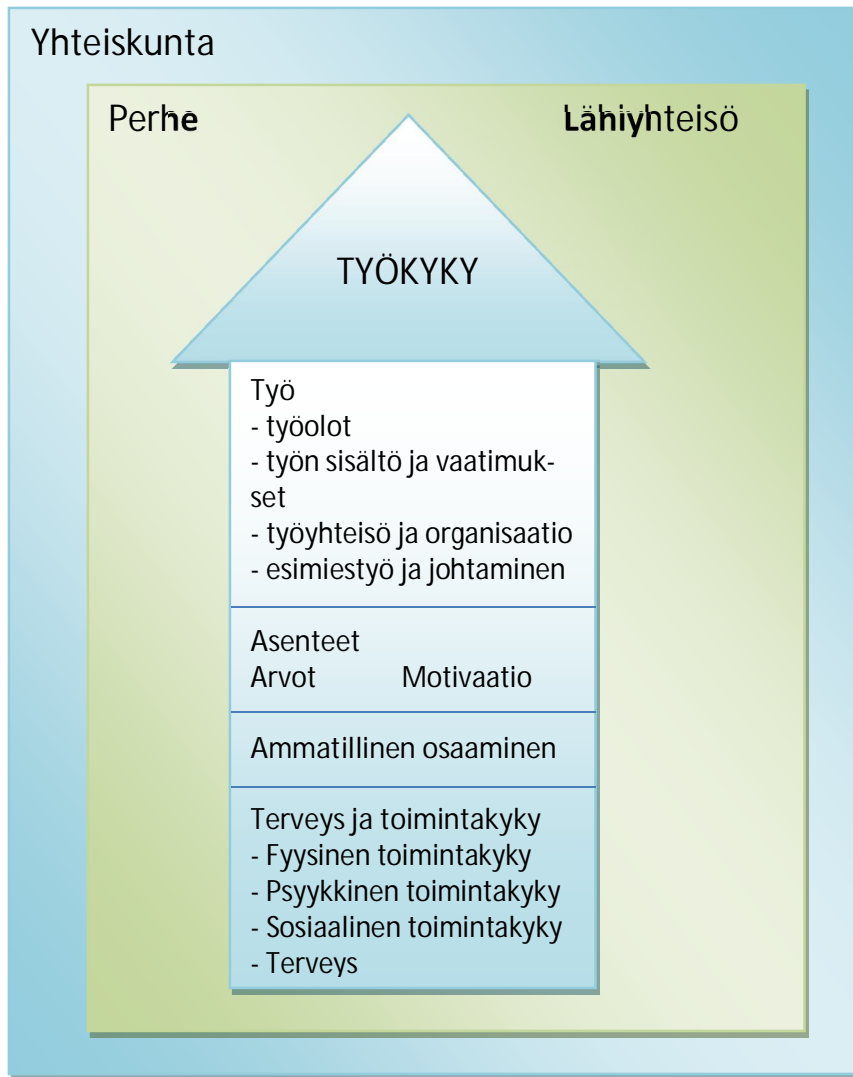 Yhteiskunta
Perhe
Lähiyhteisö
TYÖKYKY
Työ
- työolot
- työn sisältö ja vaatimuk-
set
- työyhteisö ja organisaatio
- esimiestyö ja johtaminen
Asenteet
Arvot Motivaatio
Ammatillinen osaaminen
Terveys ja toimintakyky
- Fyysinen toimintakyky
- Psyykkinen toimintakyky
- Sosiaalinen toimintakyky
- Terveys